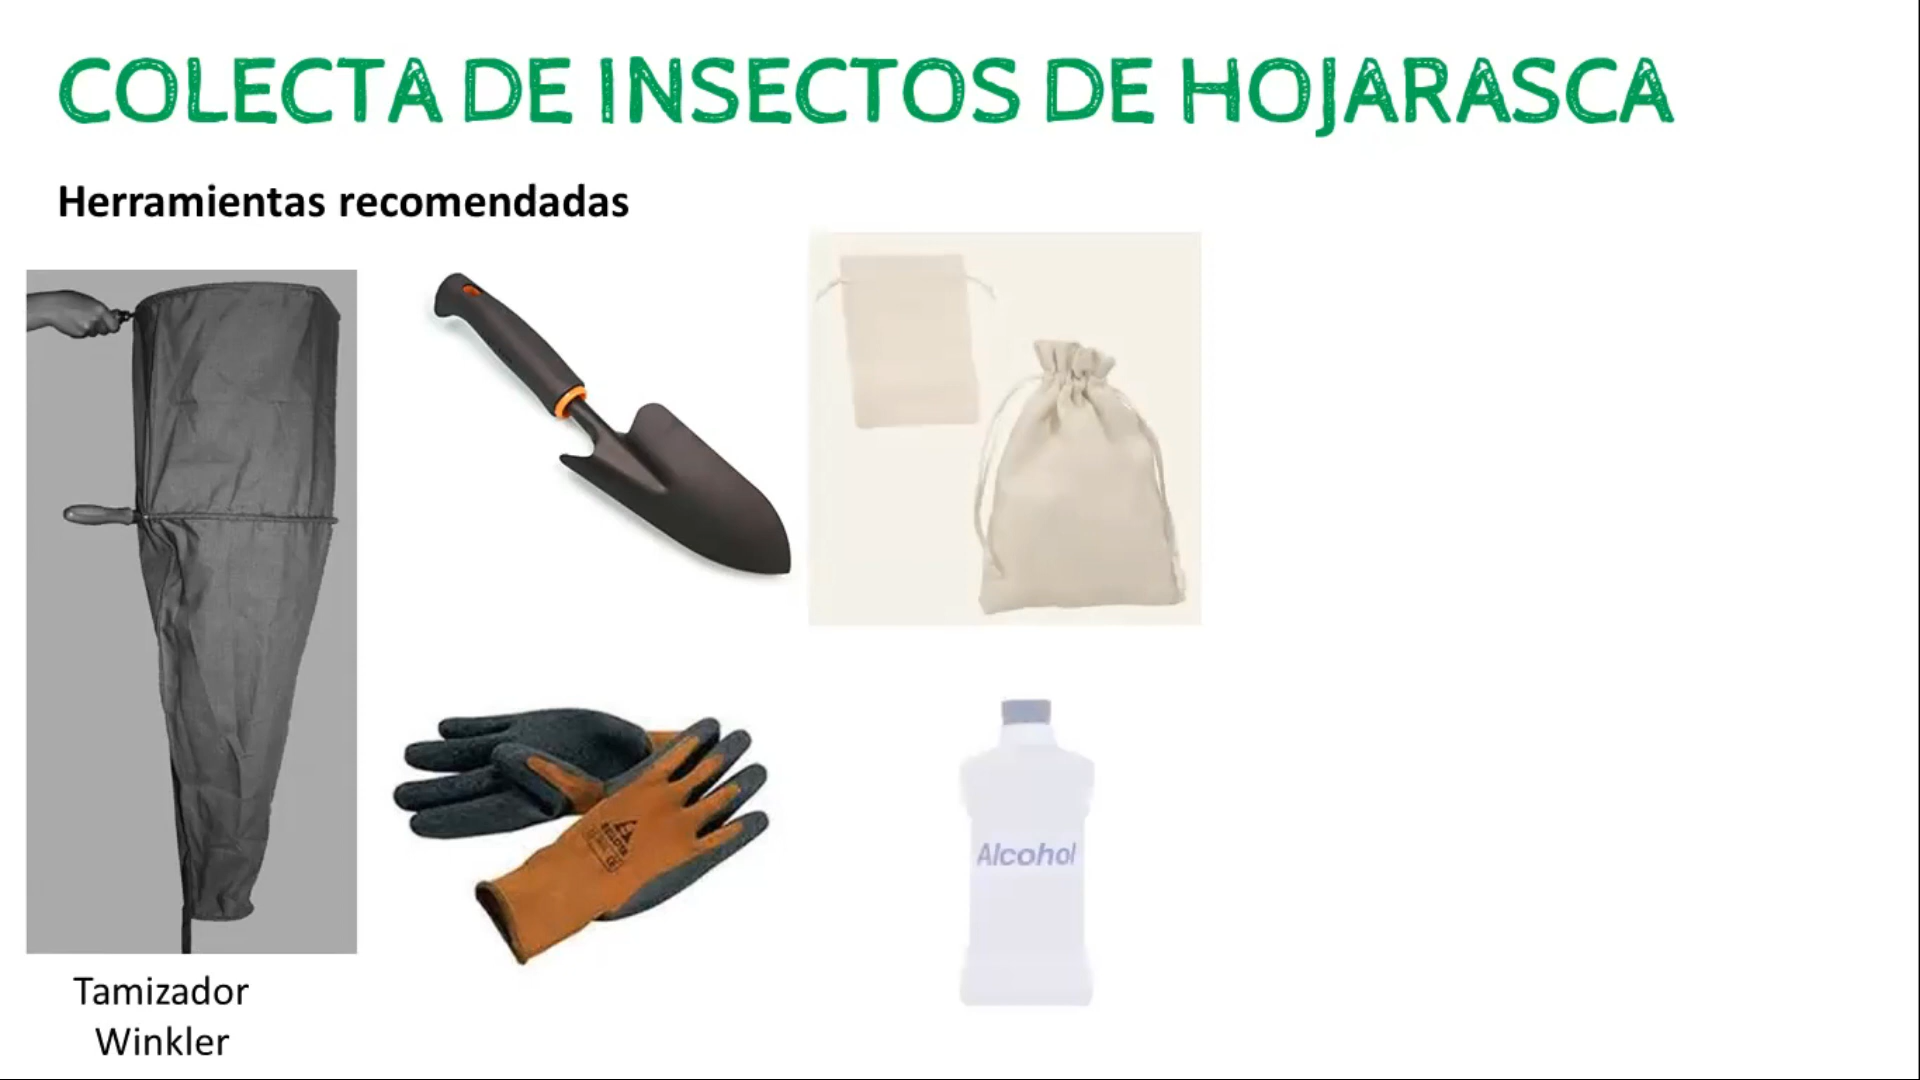 COLECTA DE INSECTOS DE HOJARASCA
Herramientas recomendadas
Alcohol
Tamizador
Winkler